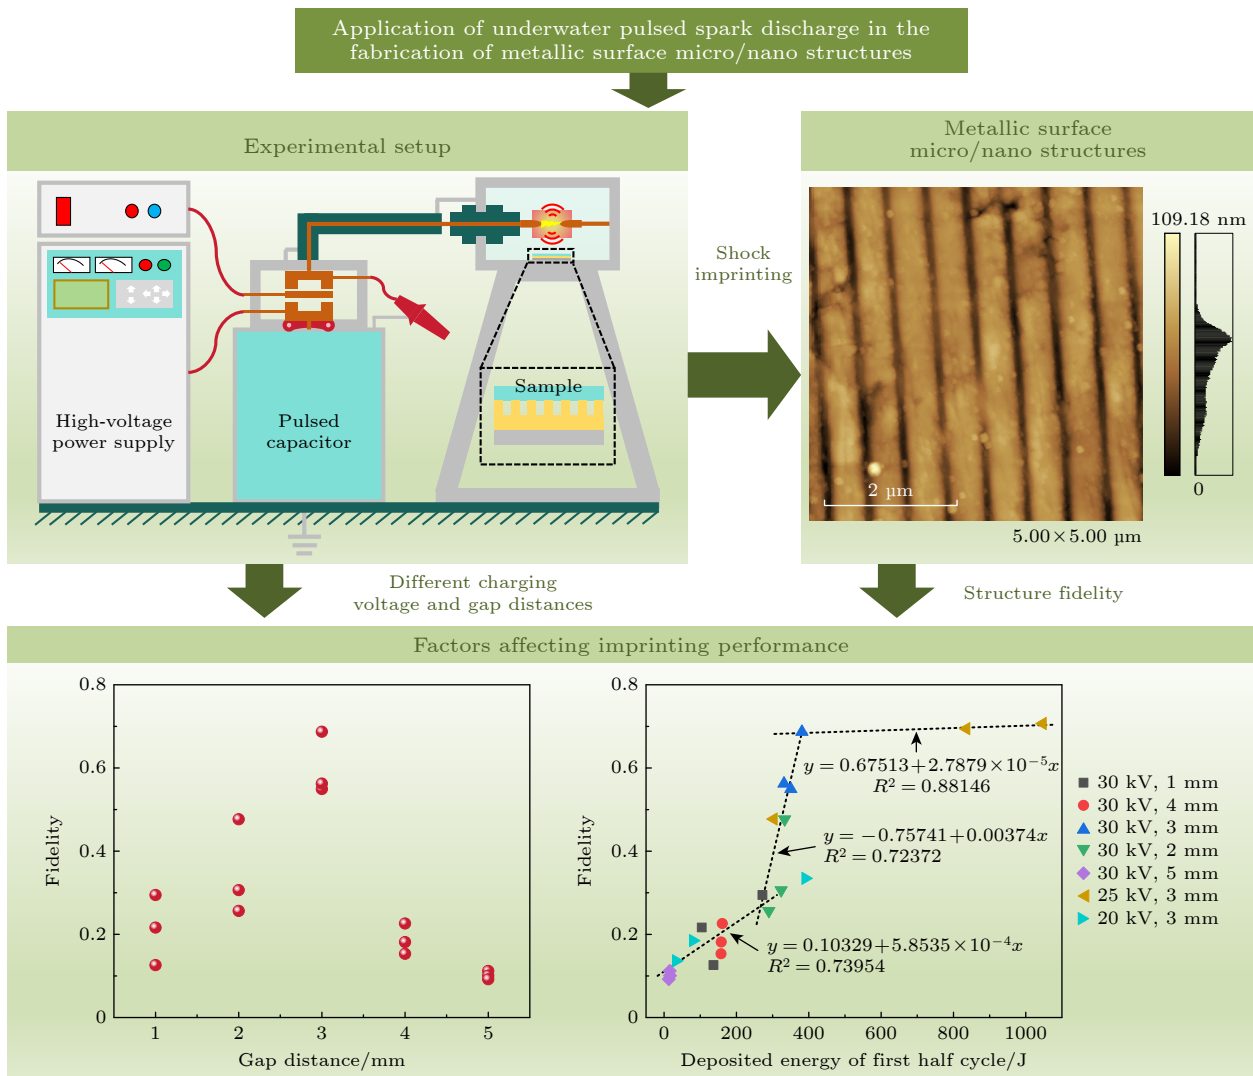 Application of underwater pulsed spark discharge in the
fabrication of metallic surface micro/nano structures
Experimental setup
High-voltage
power supply
Pulsed
capacitor
Sample
Shock
imprinting
Metallic surface
micro/nano structures
109.18 nm
0
2 μm
5.00×5.00 μm
Different charging
voltage and gap distances
Structure fidelity
Factors affecting imprinting performance
0.8
0.6
0.4
0.2
0
Fidelity
1 2 3 4 5
Gap distance/mm
0.8
0.6
0.4
0.2
0
Fidelity
0 200 400 600 800 1000
Deposited energy of first half cycle/J
y = 0.67513+2.7879×10⁻⁵x
R² = 0.88146
y = −0.75741+0.00374x
R² = 0.72372
y = 0.10329+5.8535×10⁻⁴x
R² = 0.73954
30 kV, 1 mm
30 kV, 4 mm
30 kV, 3 mm
30 kV, 2 mm
30 kV, 5 mm
25 kV, 3 mm
20 kV, 3 mm